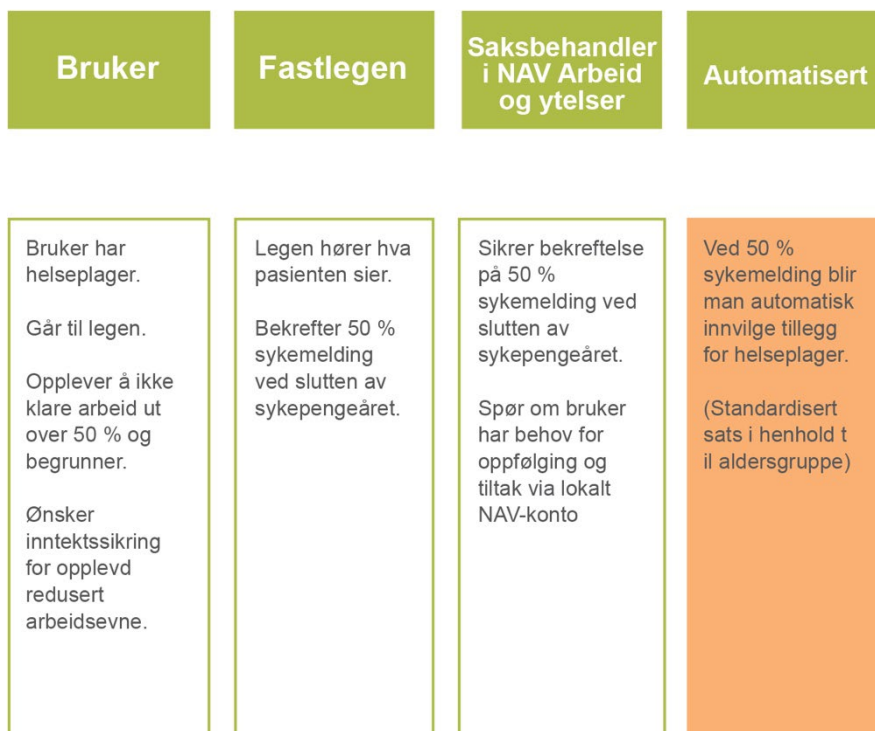 Bruker
Fastlegen
Saksbehandler
i NAV Arbeid
og ytelser
Automatisert
Bruker har
helseplager.
Går til legen.
Opplever å ikke
klare arbeid ut
over 50 % og
begrunner.
Ønsker
inntektssikring
for opplevd
redusert
arbeidsevne.
Legen hører hva
pasienten sier.
Bekrefter 50 %
sykemelding
ved slutten av
sykepengeåret.
Sikrer bekreftelse
på 50 %
sykemelding ved
slutten av
sykepengeåret.
Spør om bruker
har behov for
oppfølging og
tiltak via lokalt
NAV-konto
Ved 50 %
sykemelding blir
man automatisk
innvilge tillegg
for helseplager.
(Standardisert
sats i henhold t
il aldersgruppe)